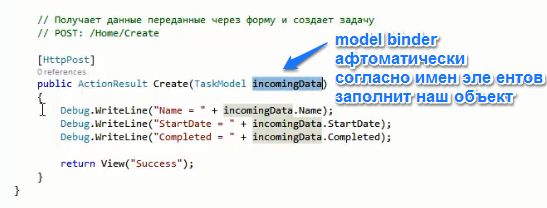 // Получает данные переданные через форму и создает задачу
// POST: /Home/Create
[HttpPost]
0 references
public ActionResult Create(TaskModel incomingData)
{
Debug.WriteLine("Name = " + incomingData.Name);
Debug.WriteLine("StartDate = " + incomingData.StartDate);
Debug.WriteLine("Completed = " + incomingData.Completed);
return View("Success");
}
}
model binder
афтоматически
согласно имен эле ентов
заполнит наш объект